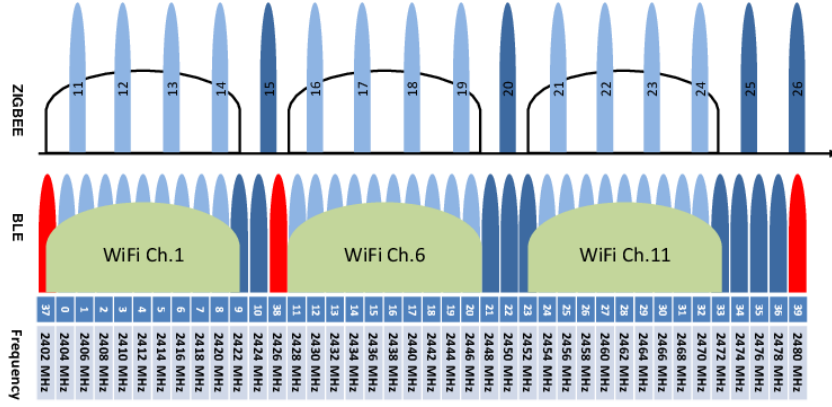 ZIGBEE
11 12 13 14 15 16 17 18 19 20 21 22 23 24 25 26
BLE
WiFi Ch.1 WiFi Ch.6 WiFi Ch.11
37 0 1 2 3 4 5 6 7 8 9 10 38 11 12 13 14 15 16 17 18 19 20 21 22 23 24 25 26 27 28 29 30 31 32 33 34 35 36 39
Frequency
2402 MHz 2404 MHz 2406 MHz 2408 MHz 2410 MHz 2412 MHz 2414 MHz 2416 MHz 2418 MHz 2420 MHz 2422 MHz 2424 MHz 2426 MHz 2428 MHz 2430 MHz 2432 MHz 2434 MHz 2436 MHz 2438 MHz 2440 MHz 2442 MHz 2444 MHz 2446 MHz 2448 MHz 2450 MHz 2452 MHz 2454 MHz 2456 MHz 2458 MHz 2460 MHz 2462 MHz 2464 MHz 2466 MHz 2468 MHz 2470 MHz 2472 MHz 2474 MHz 2476 MHz 2478 MHz 2480 MHz